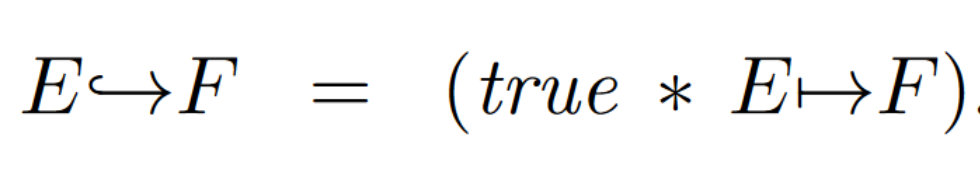 E↪F = (true ∗ E↦F).